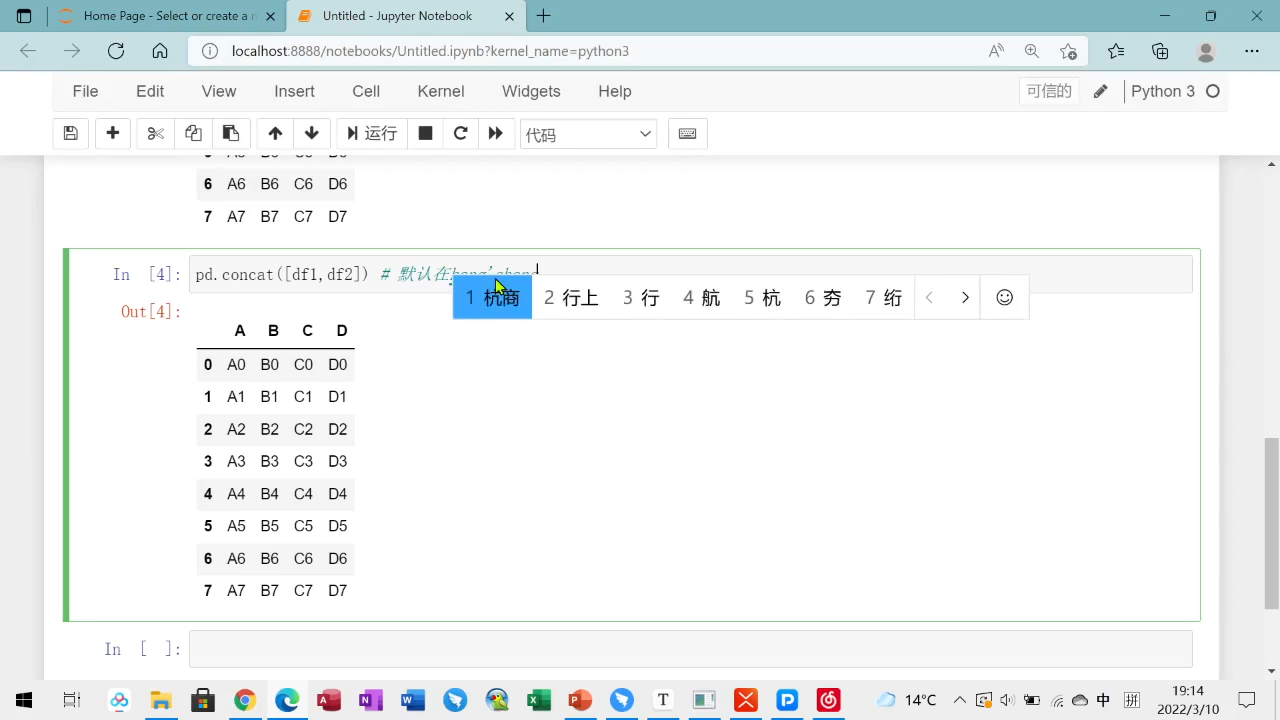 Home Page - Select or create a n
Untitled - Jupyter Notebook
localhost:8888/notebooks/Untitled.ipynb?kernel_name=python3
File Edit View Insert Cell Kernel Widgets Help 可信的 Python 3
运行 代码
6 A6 B6 C6 D6
7 A7 B7 C7 D7
In [4]: pd.concat([df1,df2]) # 默认在hang'shang
1 杭商 2 行上 3 行 4 航 5 杭 6 夯 7 绗
Out[4]:
A B C D
0 A0 B0 C0 D0
1 A1 B1 C1 D1
2 A2 B2 C2 D2
3 A3 B3 C3 D3
4 A4 B4 C4 D4
5 A5 B5 C5 D5
6 A6 B6 C6 D6
7 A7 B7 C7 D7
In [ ]:
14°C 中 拼 19:14
2022/3/10